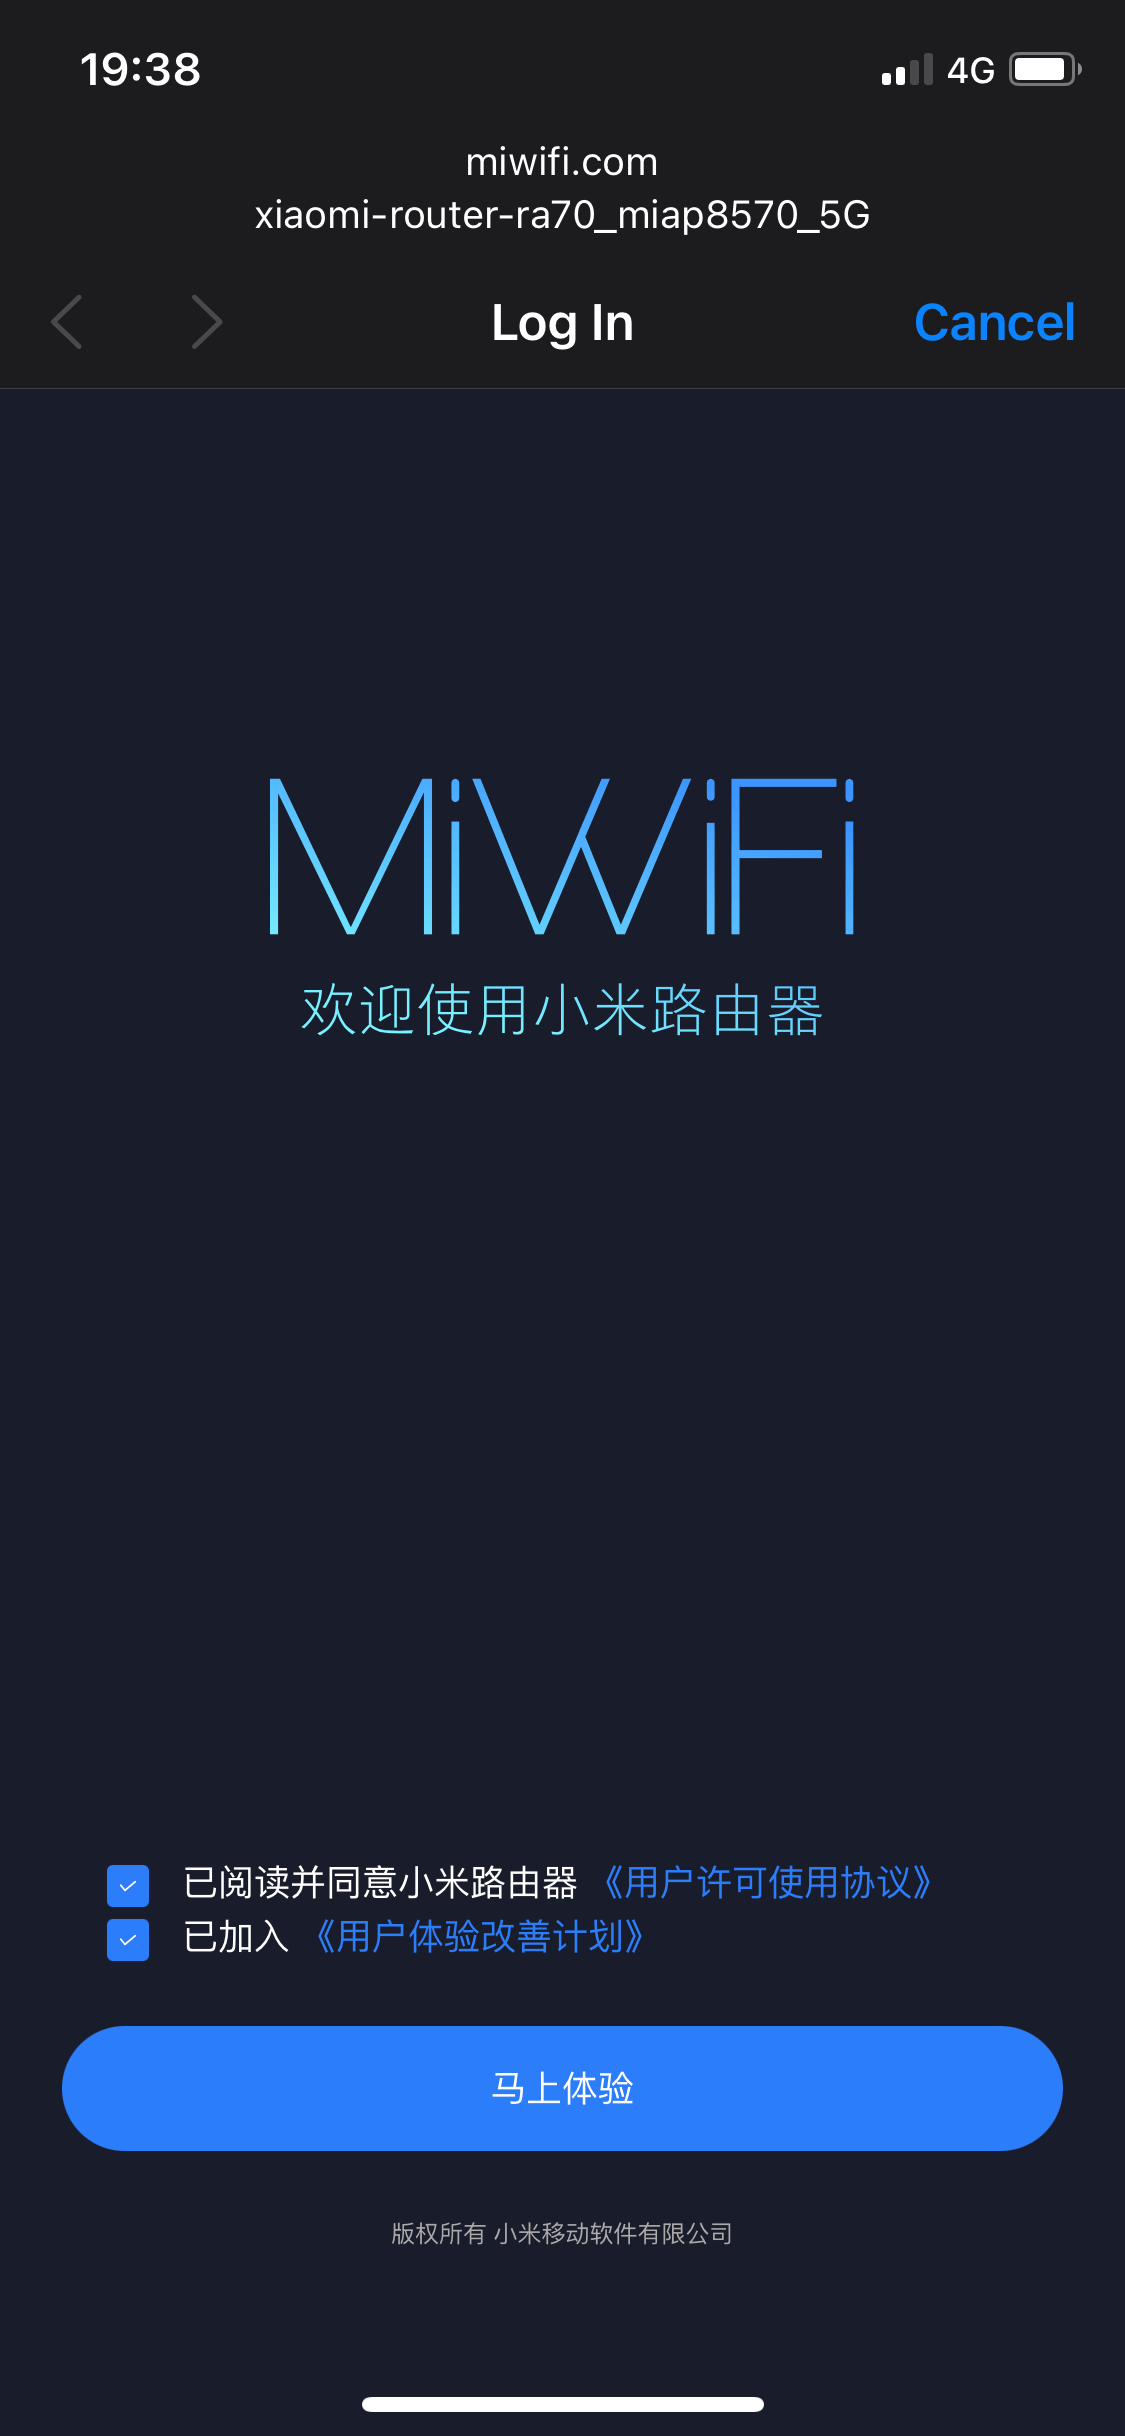 19:38
4G
miwifi.com
xiaomi-router-ra70_miap8570_5G
Log In
Cancel
MiWiFi
欢迎使用小米路由器
已阅读并同意小米路由器 《用户许可使用协议》
已加入 《用户体验改善计划》
马上体验
版权所有 小米移动软件有限公司